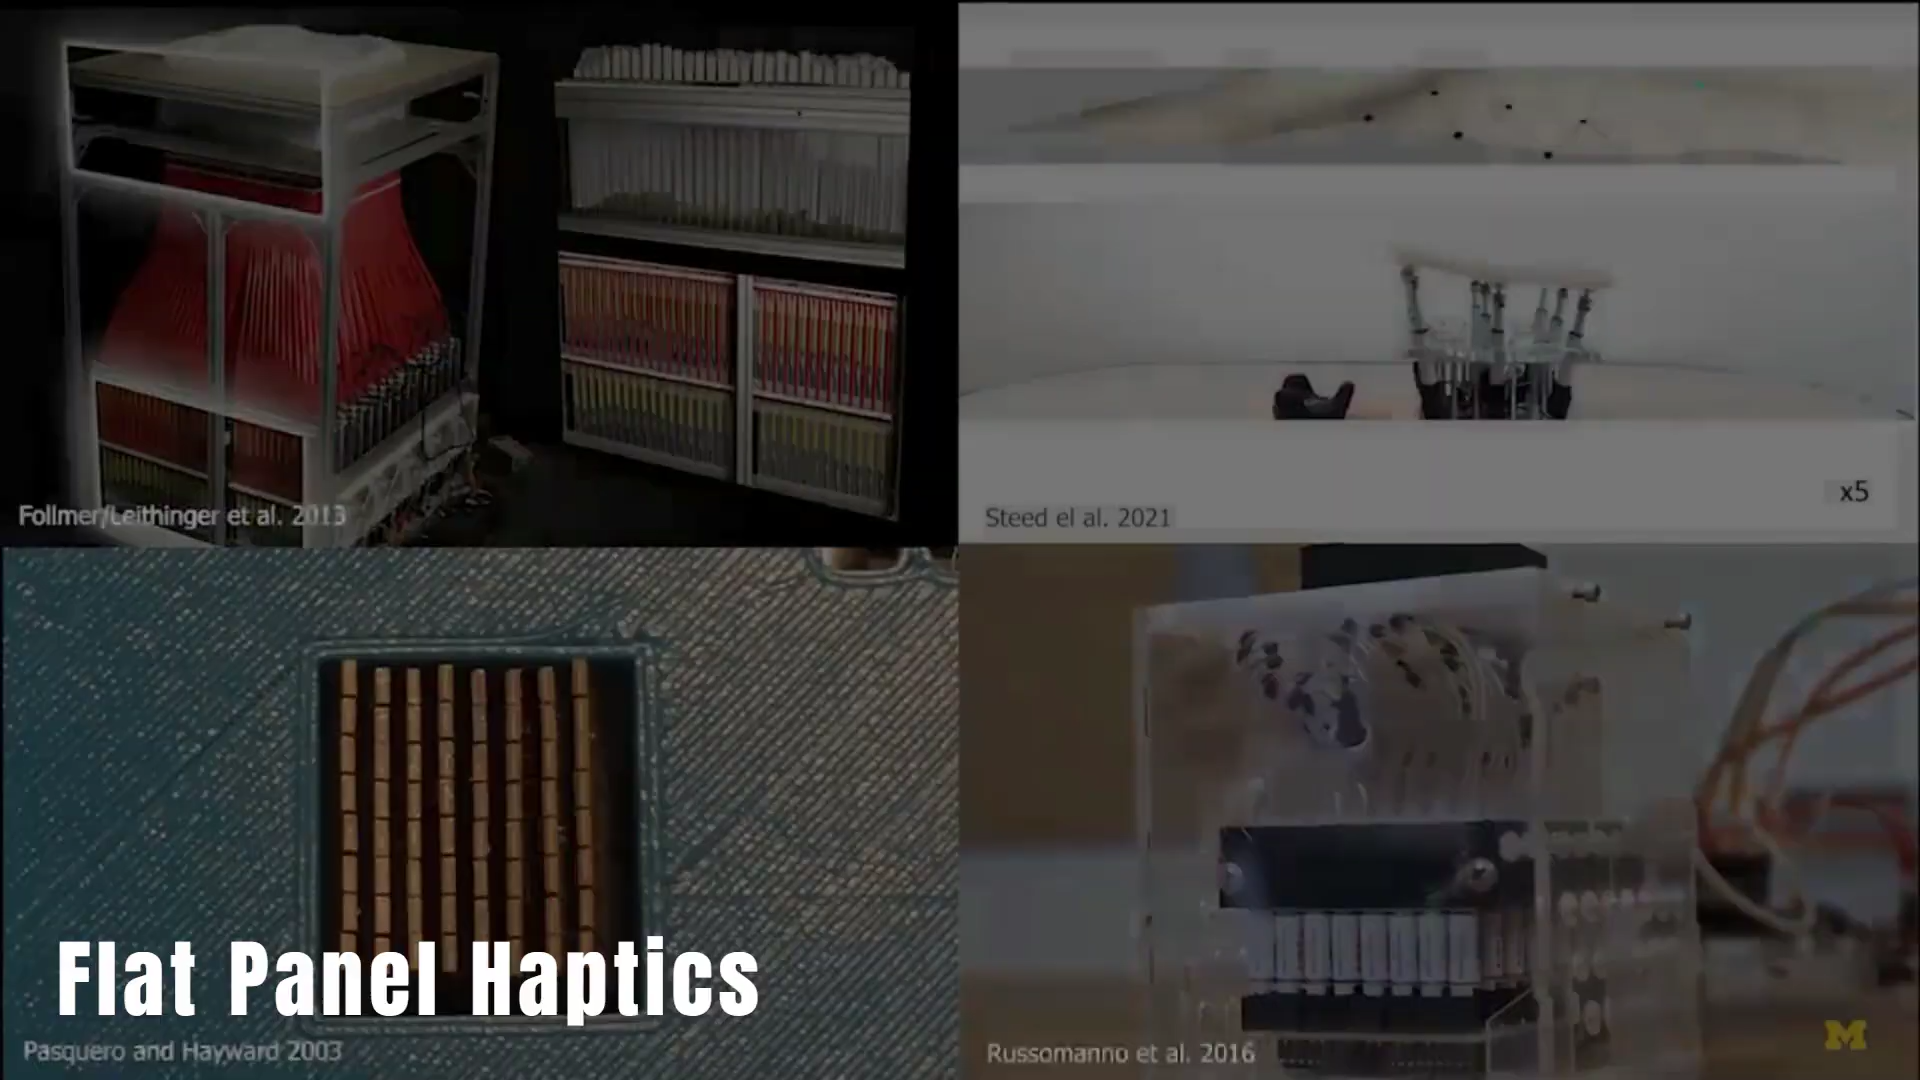 Follmer/Leithinger et al. 2013
x5
Steed el al. 2021
Flat Panel Haptics
Pasquero and Hayward 2003
Russomanno et al. 2016
M